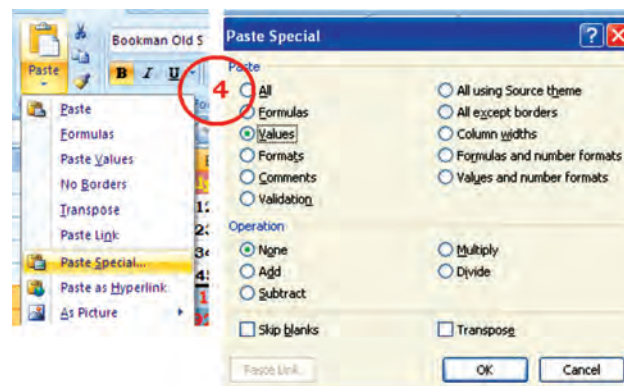 Bookman Old S
Paste
B I U
Paste
Formulas
Paste Values
No Borders
Transpose
Paste Link
Paste Special...
Paste as Hyperlink
As Picture
4
Paste Special
Paste
All
Formulas
Values
Formats
Comments
Validation
All using Source theme
All except borders
Column widths
Formulas and number formats
Values and number formats
Operation
None
Add
Subtract
Multiply
Divide
Skip blanks
Transpose
Paste Link
OK
Cancel